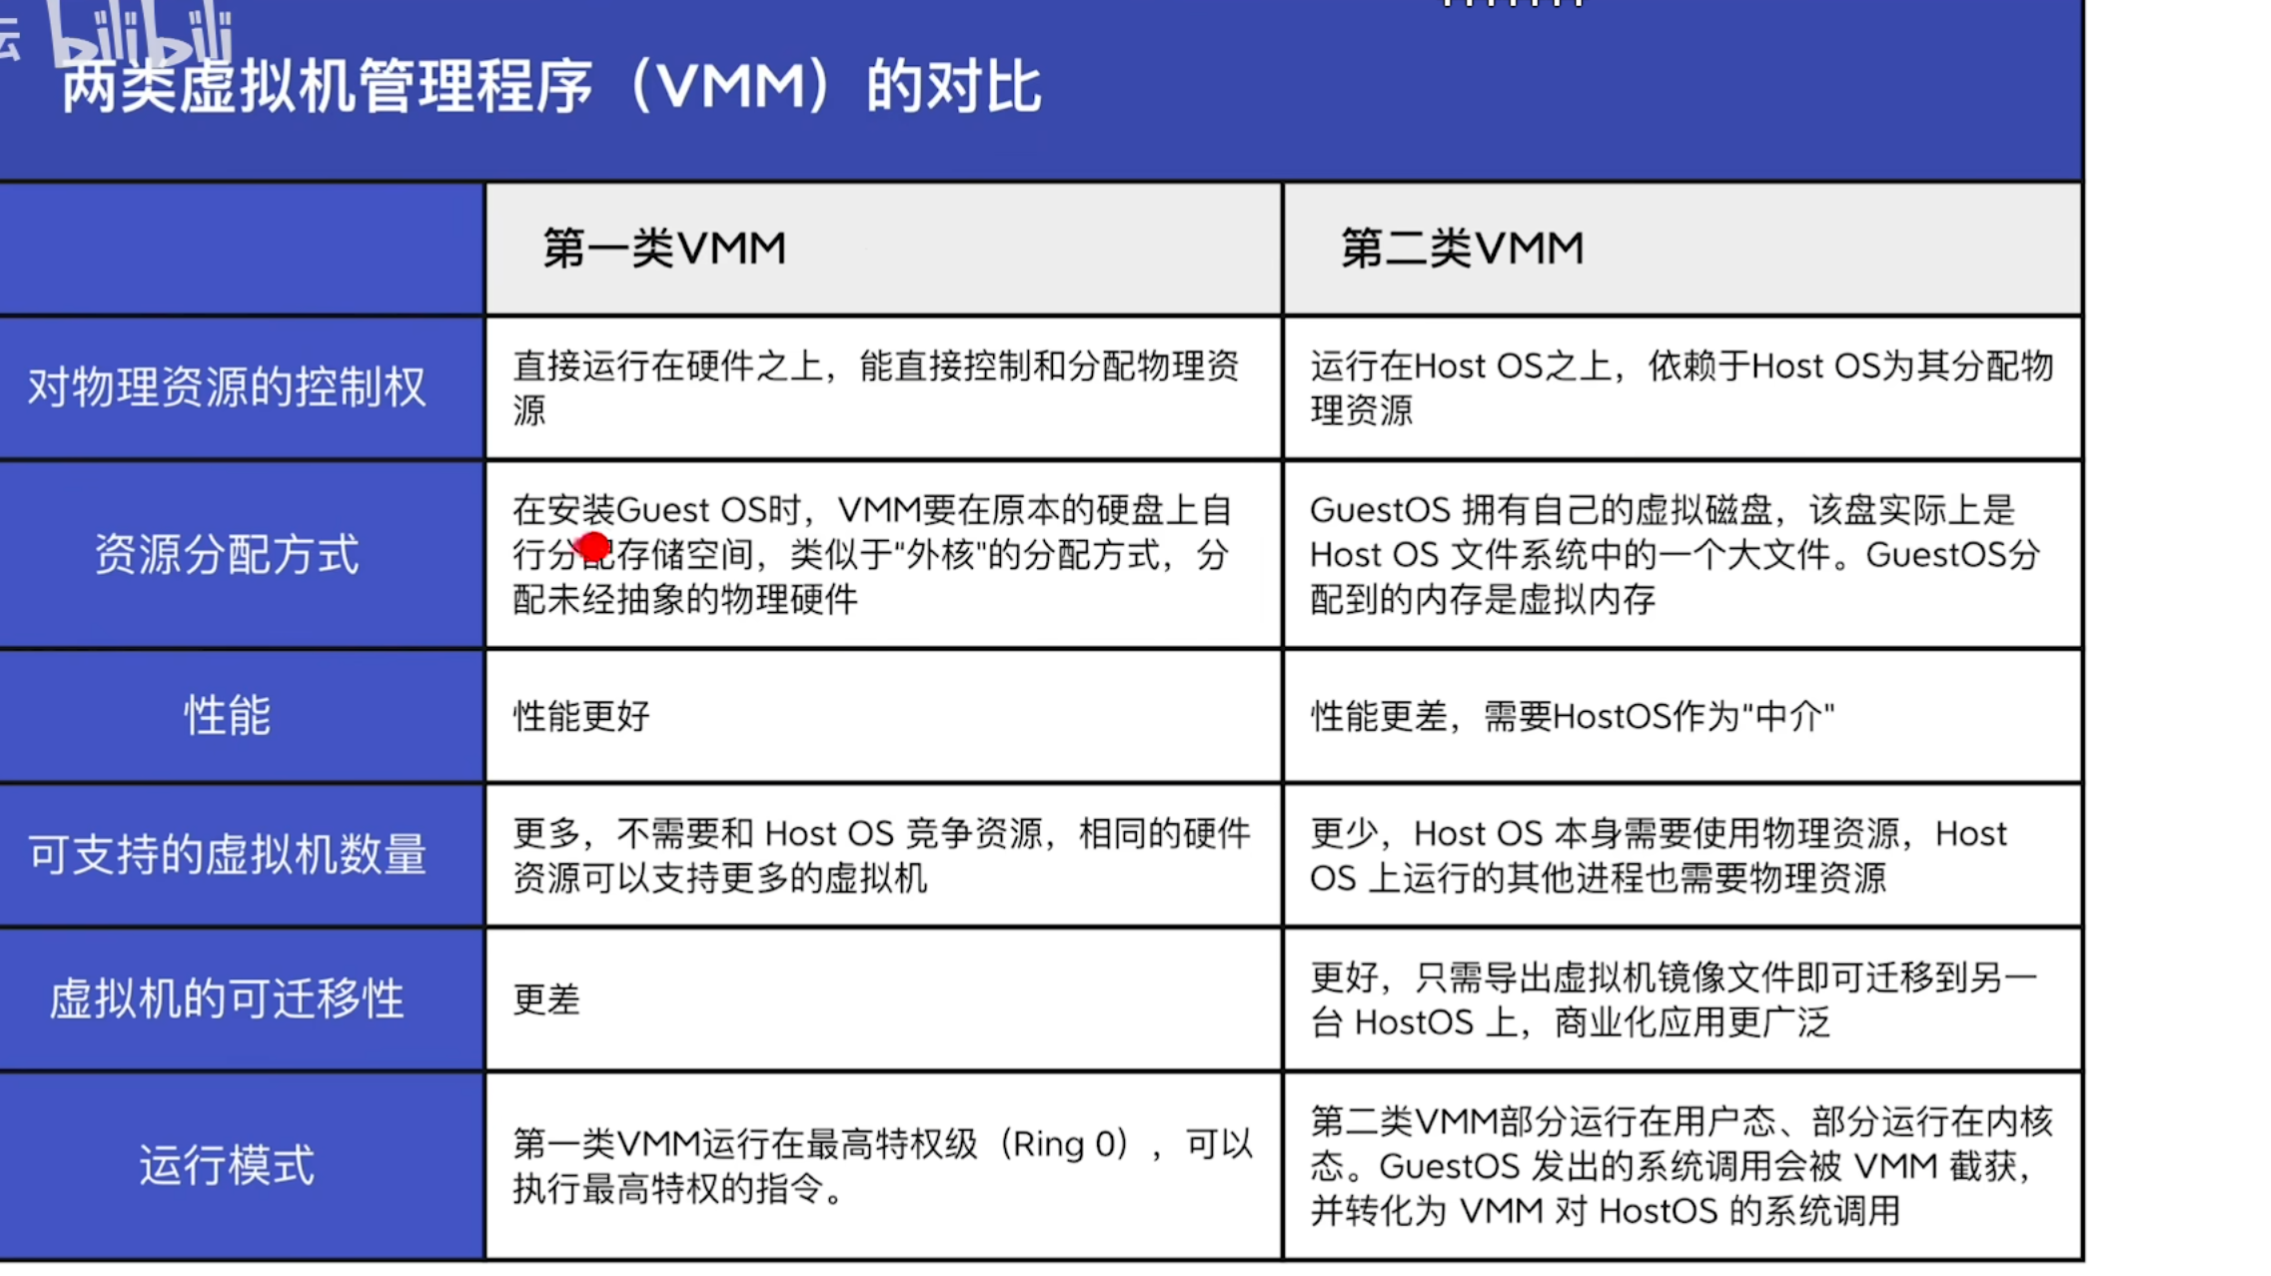 云 bilibili
两类虚拟机管理程序（VMM）的对比
第一类VMM
第二类VMM
对物理资源的控制权
直接运行在硬件之上，能直接控制和分配物理资
源
运行在Host OS之上，依赖于Host OS为其分配物
理资源
资源分配方式
在安装Guest OS时，VMM要在原本的硬盘上自
行分配存储空间，类似于“外核"的分配方式，分
配未经抽象的物理硬件
GuestOS 拥有自己的虚拟磁盘，该盘实际上是
Host OS 文件系统中的一个大文件。GuestOS分
配到的内存是虚拟内存
性能
性能更好
性能更差，需要HostOS作为"中介"
可支持的虚拟机数量
更多，不需要和 Host OS 竞争资源，相同的硬件
资源可以支持更多的虚拟机
更少，Host OS 本身需要使用物理资源，Host
OS 上运行的其他进程也需要物理资源
虚拟机的可迁移性
更差
更好，只需导出虚拟机镜像文件即可迁移到另一
台 HostOS 上，商业化应用更广泛
运行模式
第一类VMM运行在最高特权级（Ring 0），可以
执行最高特权的指令。
第二类VMM部分运行在用户态、部分运行在内核
态。GuestOS 发出的系统调用会被 VMM 截获，
并转化为 VMM 对 HostOS 的系统调用